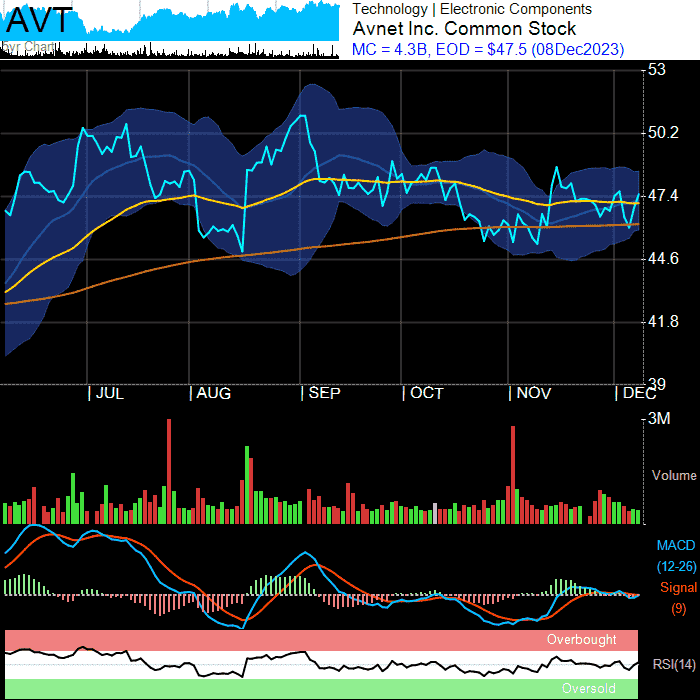 AVT
5yr Chart
Technology | Electronic Components
Avnet Inc. Common Stock
MC = 4.3B, EOD = $47.5 (08Dec2023)
53
50.2
47.4
44.6
41.8
39
| JUL | AUG | SEP | OCT | NOV | DEC
3M
Volume
MACD
(12-26)
Signal
(9)
Overbought
RSI(14)
Oversold